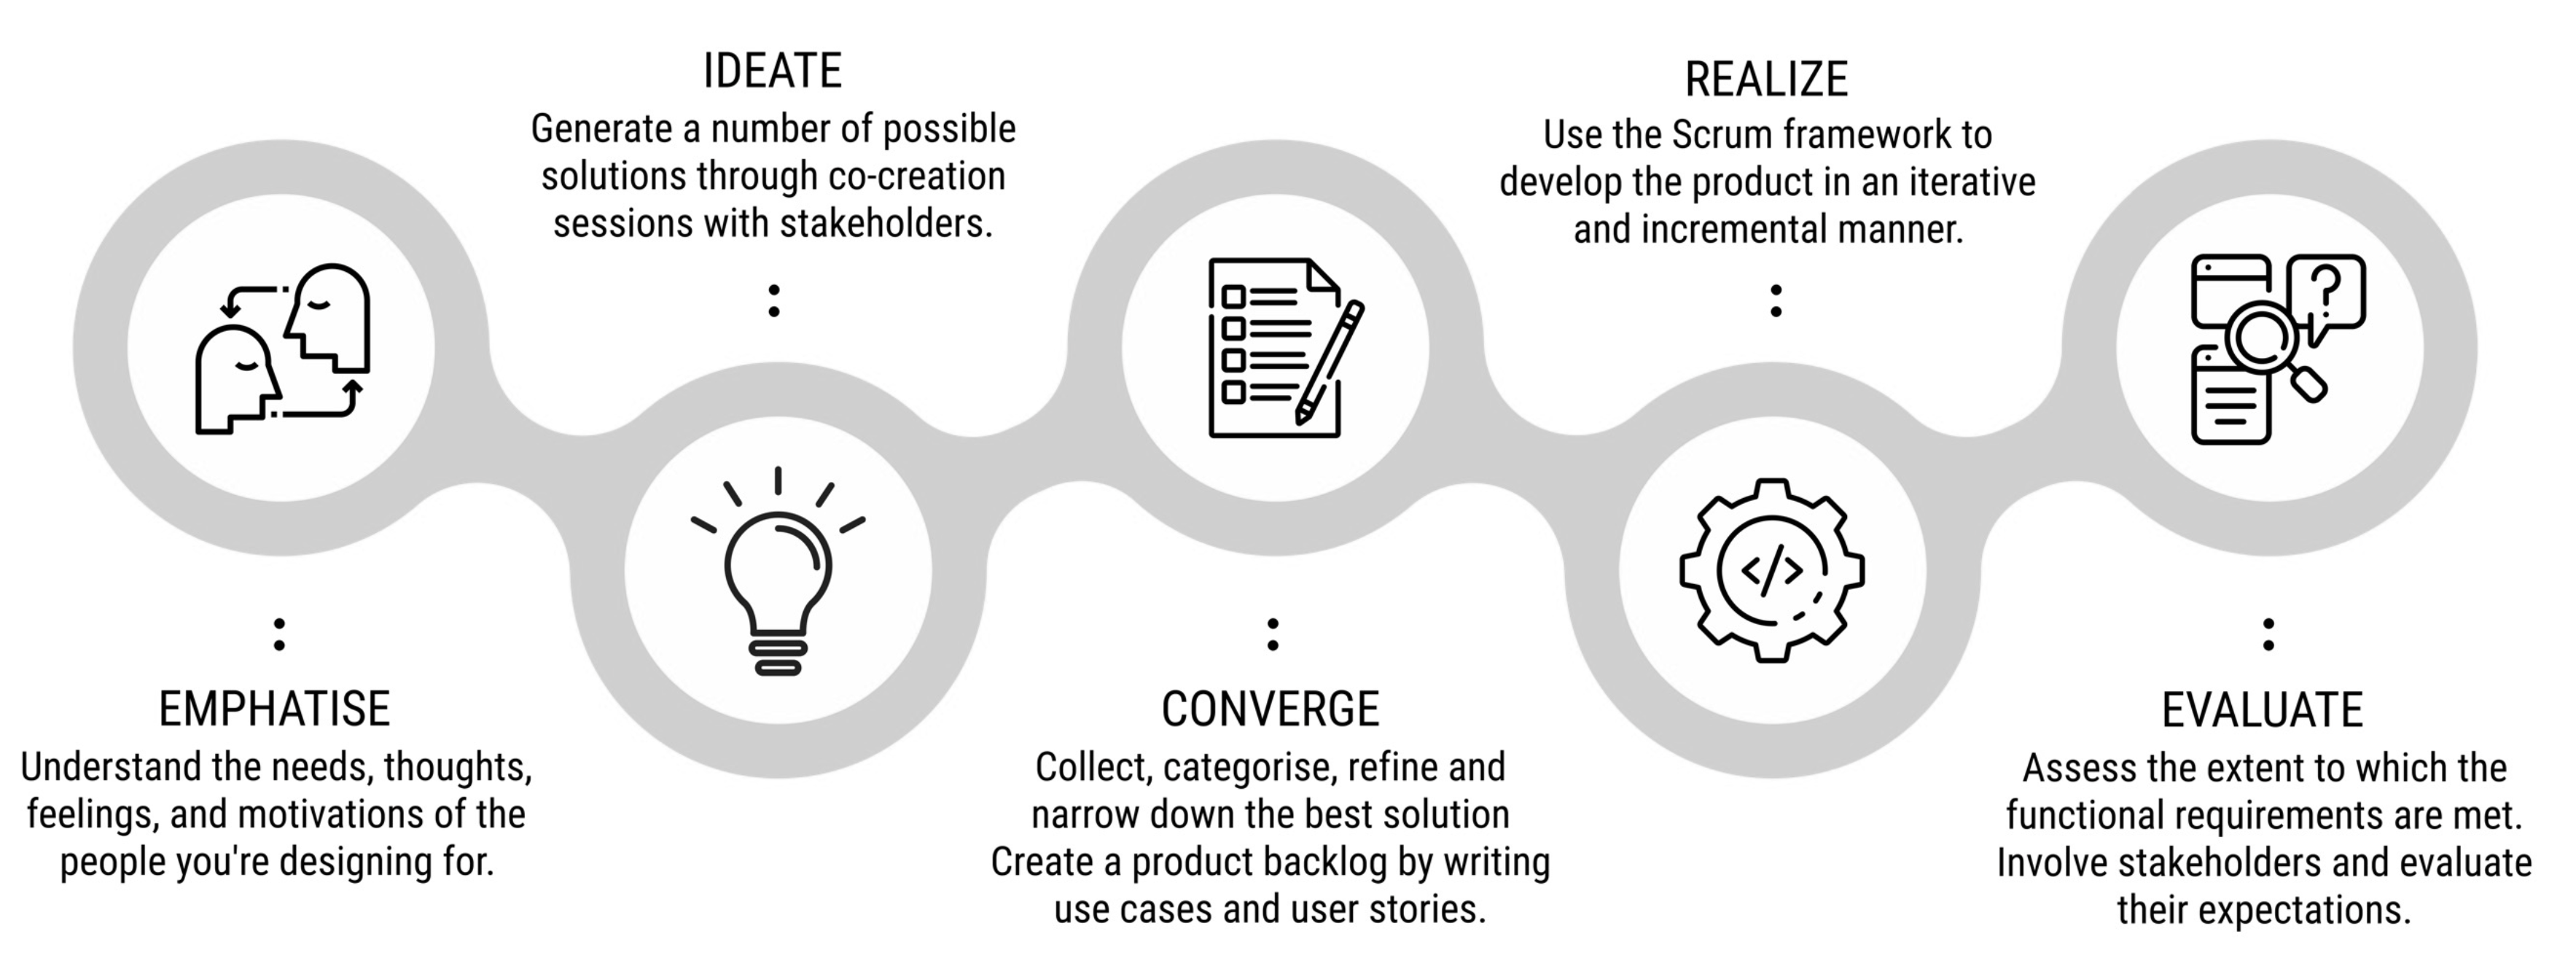 EMPHATISE
Understand the needs, thoughts,
feelings, and motivations of the
people you're designing for.
IDEATE
Generate a number of possible
solutions through co-creation
sessions with stakeholders.
CONVERGE
Collect, categorise, refine and
narrow down the best solution
Create a product backlog by writing
use cases and user stories.
REALIZE
Use the Scrum framework to
develop the product in an iterative
and incremental manner.
EVALUATE
Assess the extent to which the
functional requirements are met.
Involve stakeholders and evaluate
their expectations.